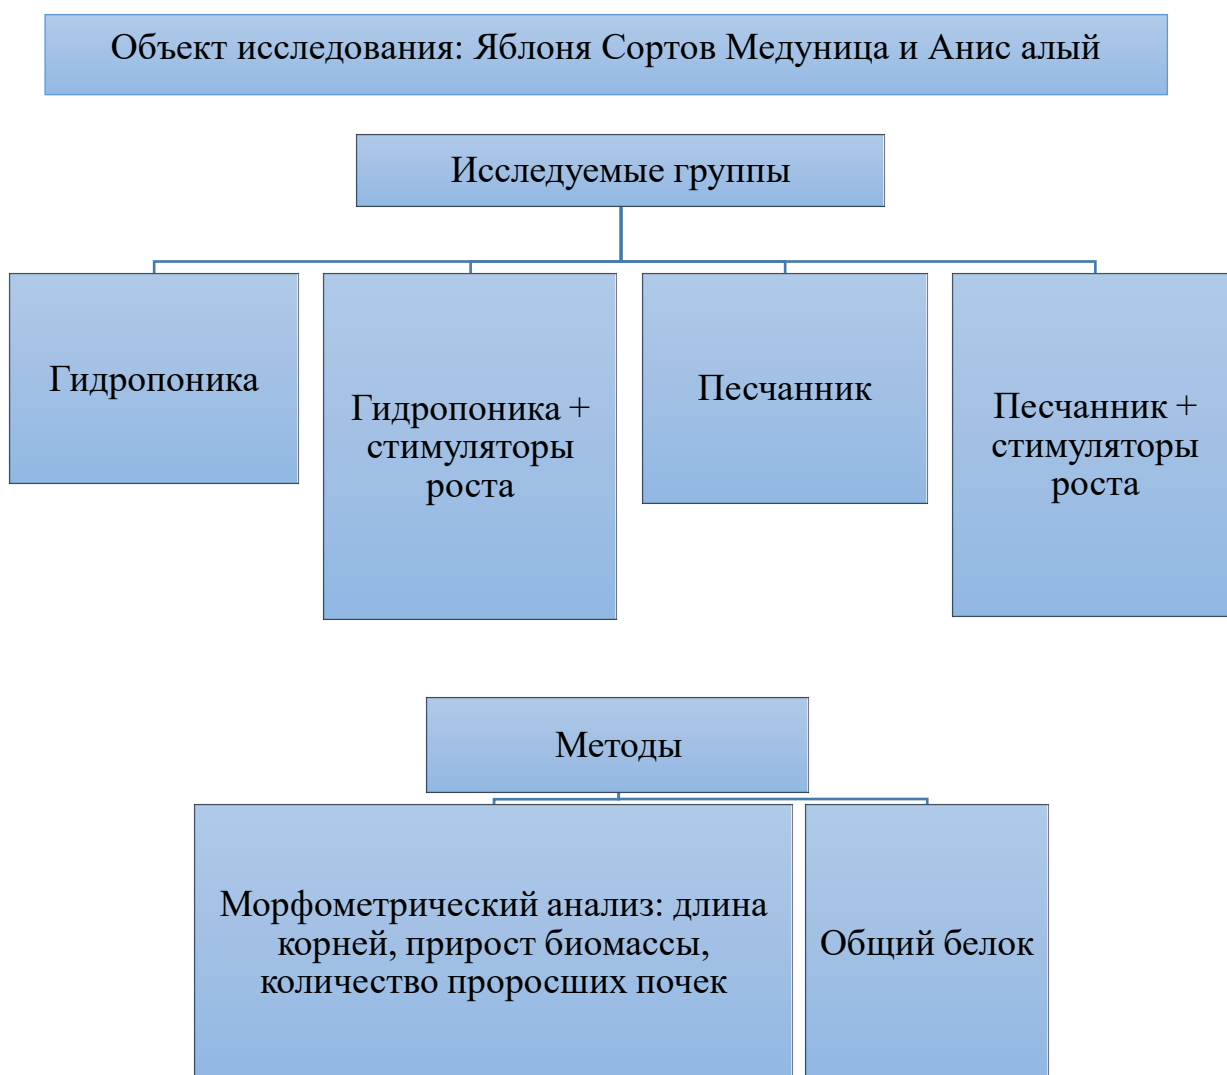 Объект исследования: Яблоня Сортов Медуница и Анис алый
Исследуемые группы
Гидропоника
Гидропоника +
стимуляторы
роста
Песчанник
Песчанник +
стимуляторы
роста
Методы
Морфометрический анализ: длина
корней, прирост биомассы,
количество проросших почек
Общий белок